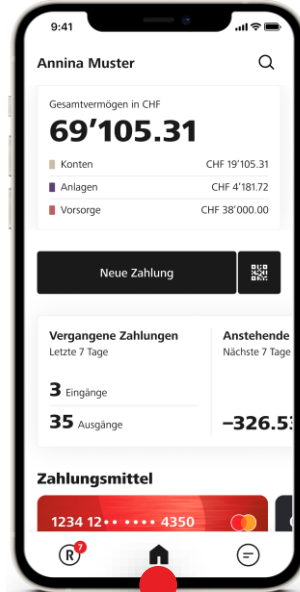 9:41
Annina Muster
Gesamtvermögen in CHF
69’105.31
Konten CHF 19’105.31
Anlagen CHF 4’181.72
Vorsorge CHF 38’000.00
Neue Zahlung
Vergangene Zahlungen
Letzte 7 Tage
3 Eingänge
35 Ausgänge
Anstehende
Nächste 7 Tage
−326.53
Zahlungsmittel
1234 12•• •••• 4350
R 7